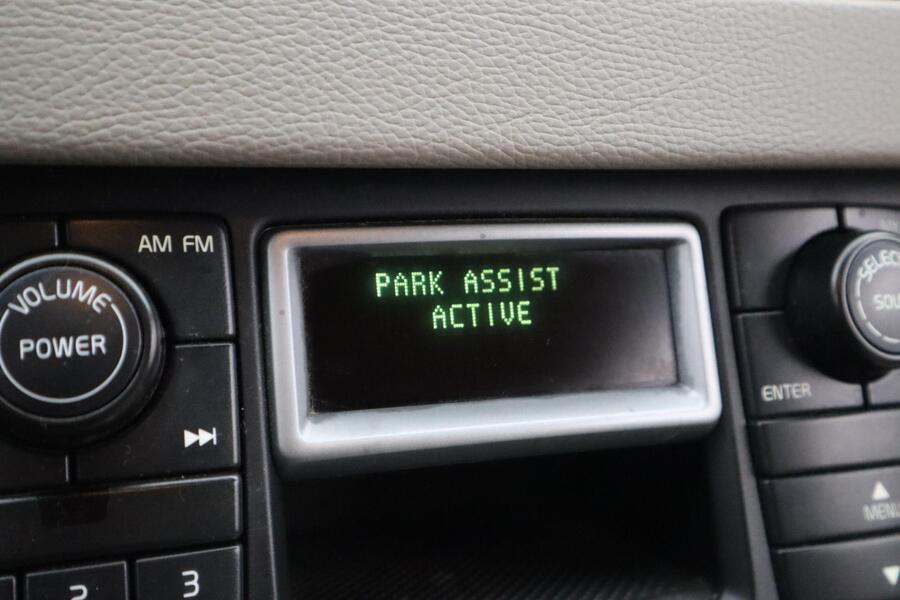 AM FM
VOLUME
POWER
PARK ASSIST
ACTIVE
ENTER
MENU
2
3